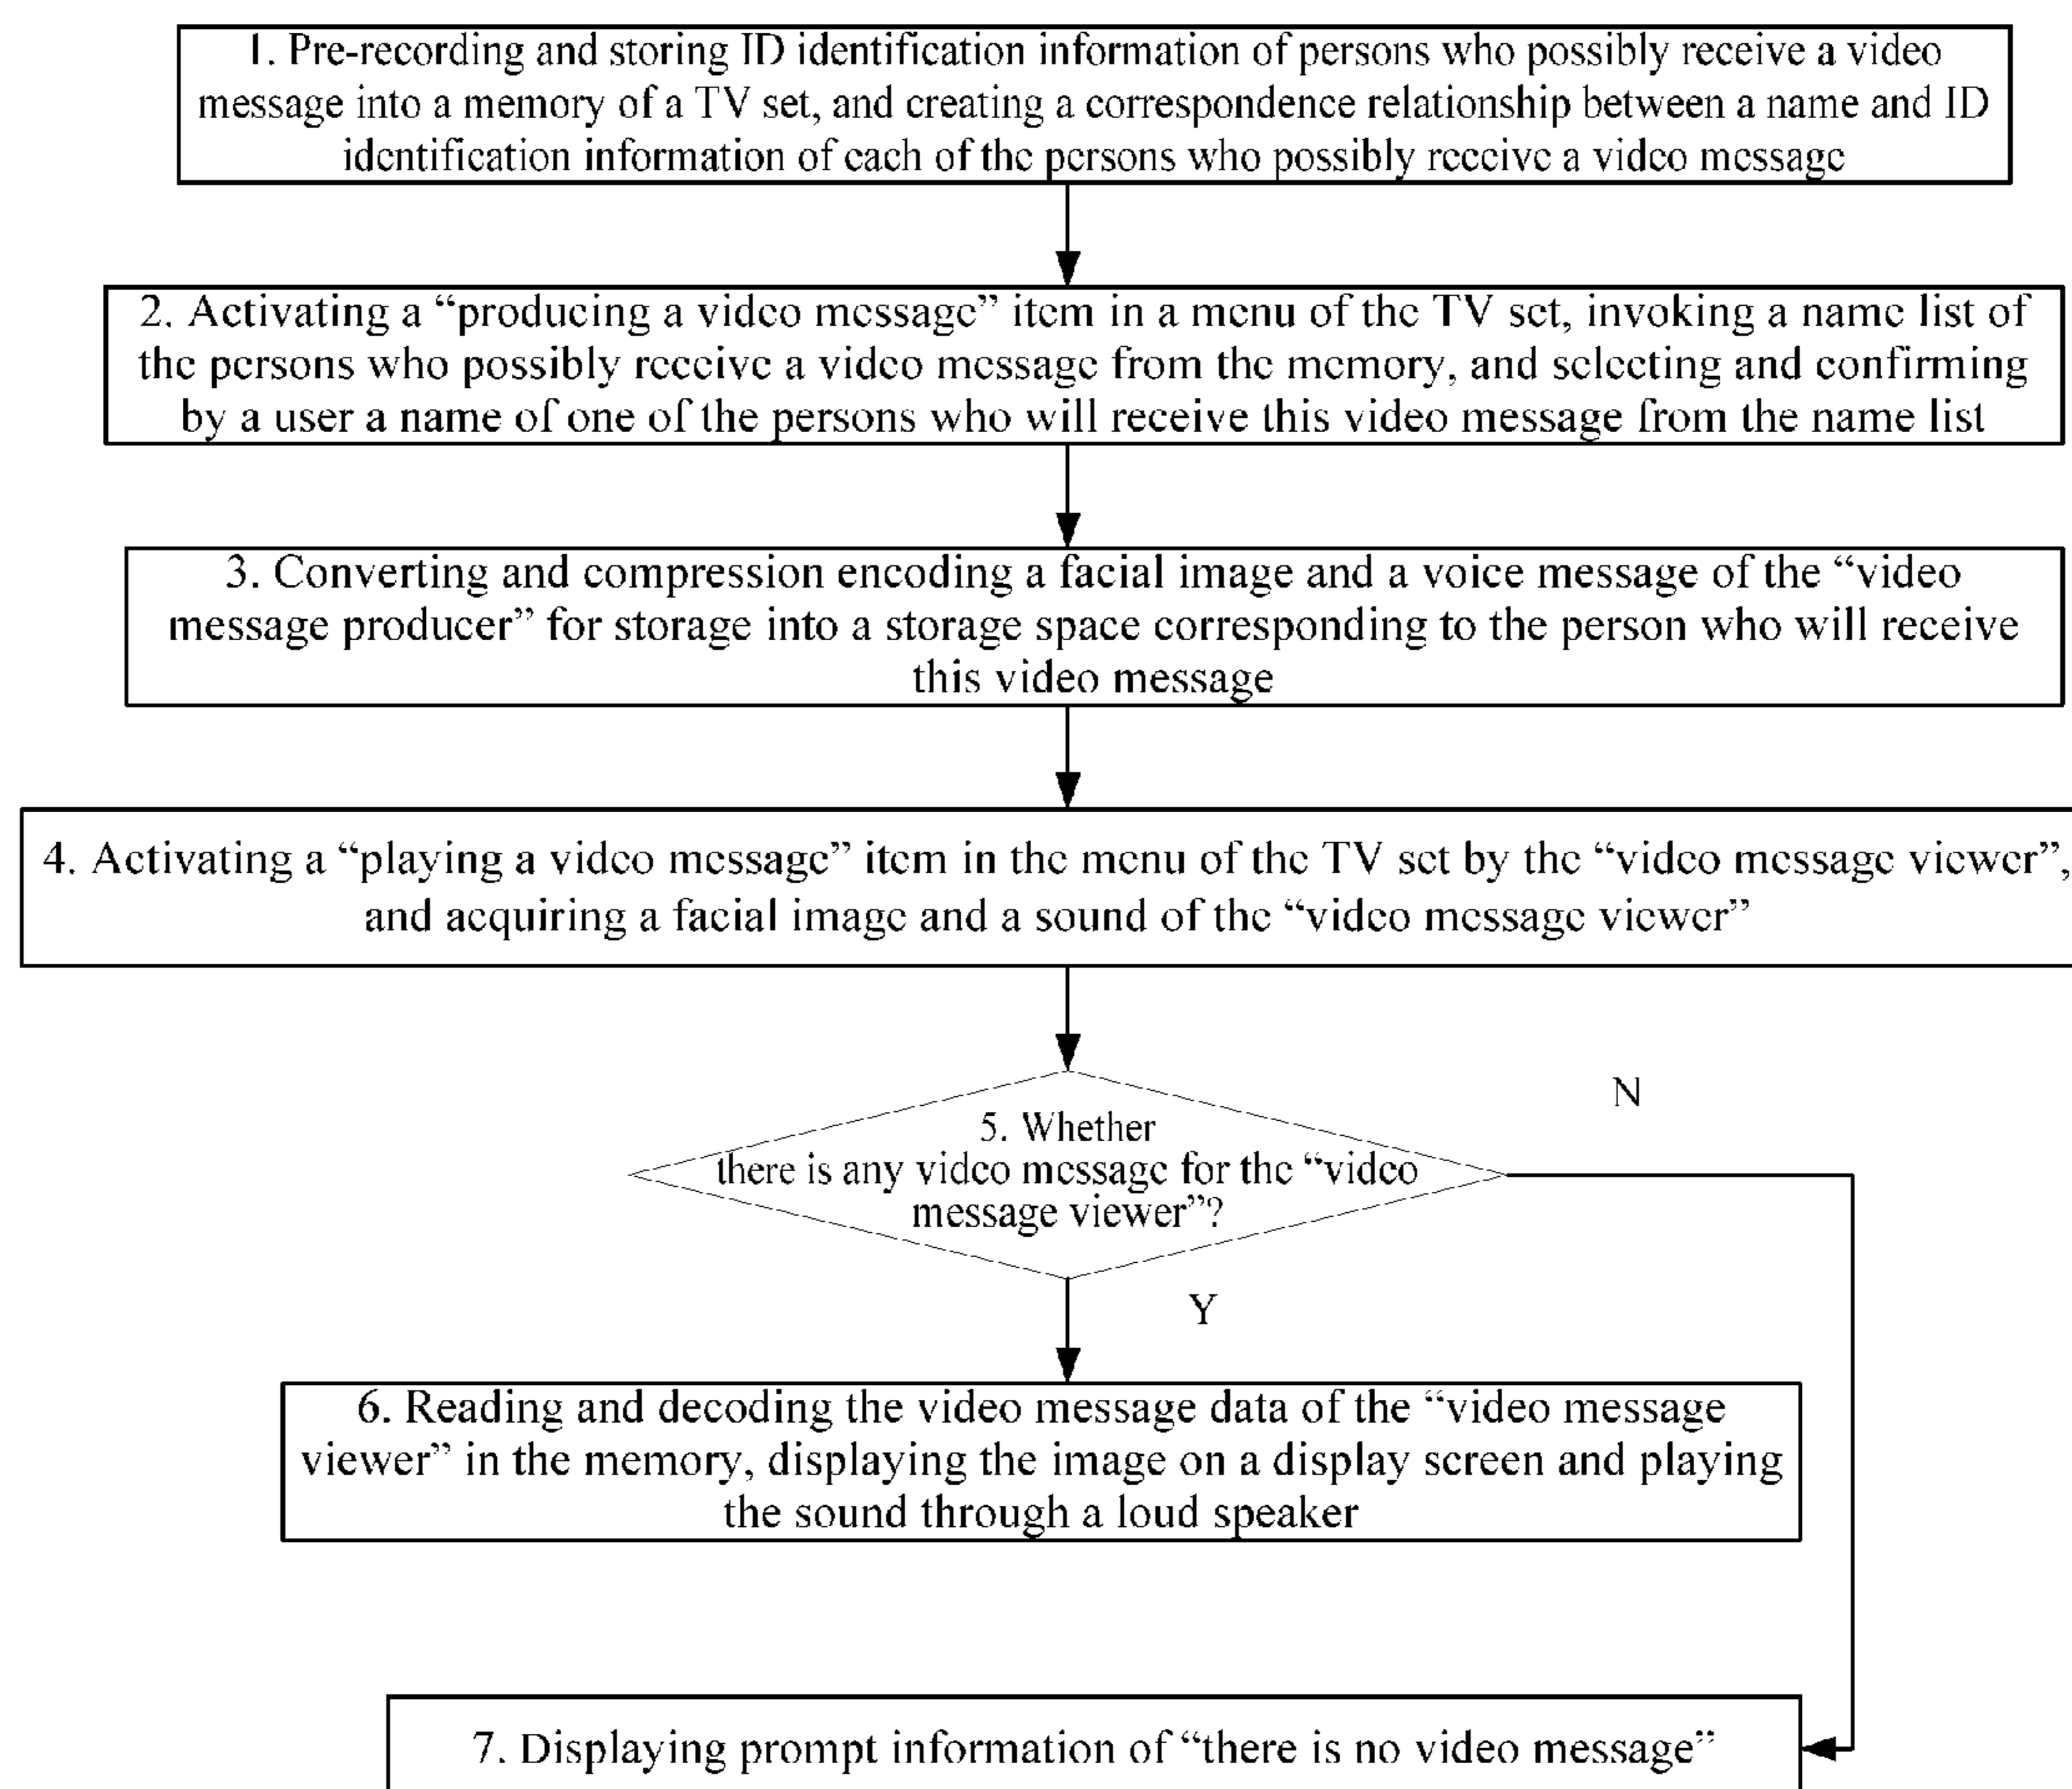 1. Pre-recording and storing ID identification information of persons who possibly receive a video
message into a memory of a TV set, and creating a correspondence relationship between a name and ID
identification information of each of the persons who possibly receive a video message
2. Activating a “producing a video message” item in a menu of the TV set, invoking a name list of
the persons who possibly receive a video message from the memory, and selecting and confirming
by a user a name of one of the persons who will receive this video message from the name list
3. Converting and compression encoding a facial image and a voice message of the “video
message producer” for storage into a storage space corresponding to the person who will receive
this video message
4. Activating a “playing a video message” item in the menu of the TV set by the “video message viewer”,
and acquiring a facial image and a sound of the “video message viewer”
N
5. Whether
there is any video message for the “video
message viewer”?
Y
6. Reading and decoding the video message data of the “video message
viewer” in the memory, displaying the image on a display screen and playing
the sound through a loud speaker
7. Displaying prompt information of “there is no video message”